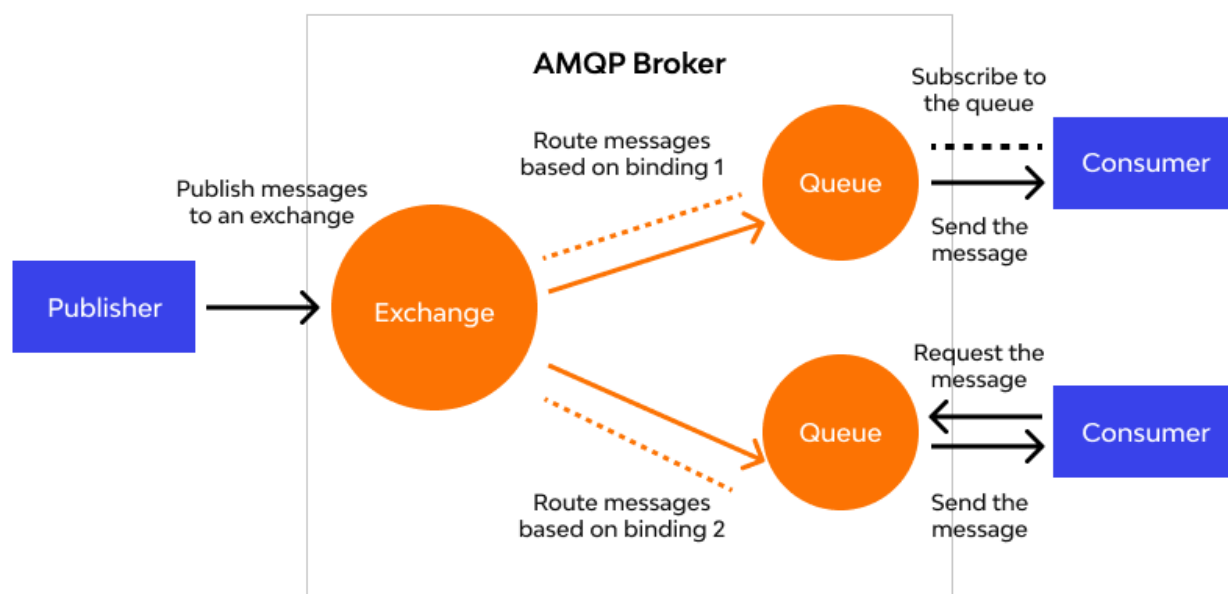 AMQP Broker
Publish messages
to an exchange
Publisher
Exchange
Route messages
based on binding 1
Queue
Subscribe to
the queue
Consumer
Send the
message
Route messages
based on binding 2
Queue
Request the
message
Consumer
Send the
message